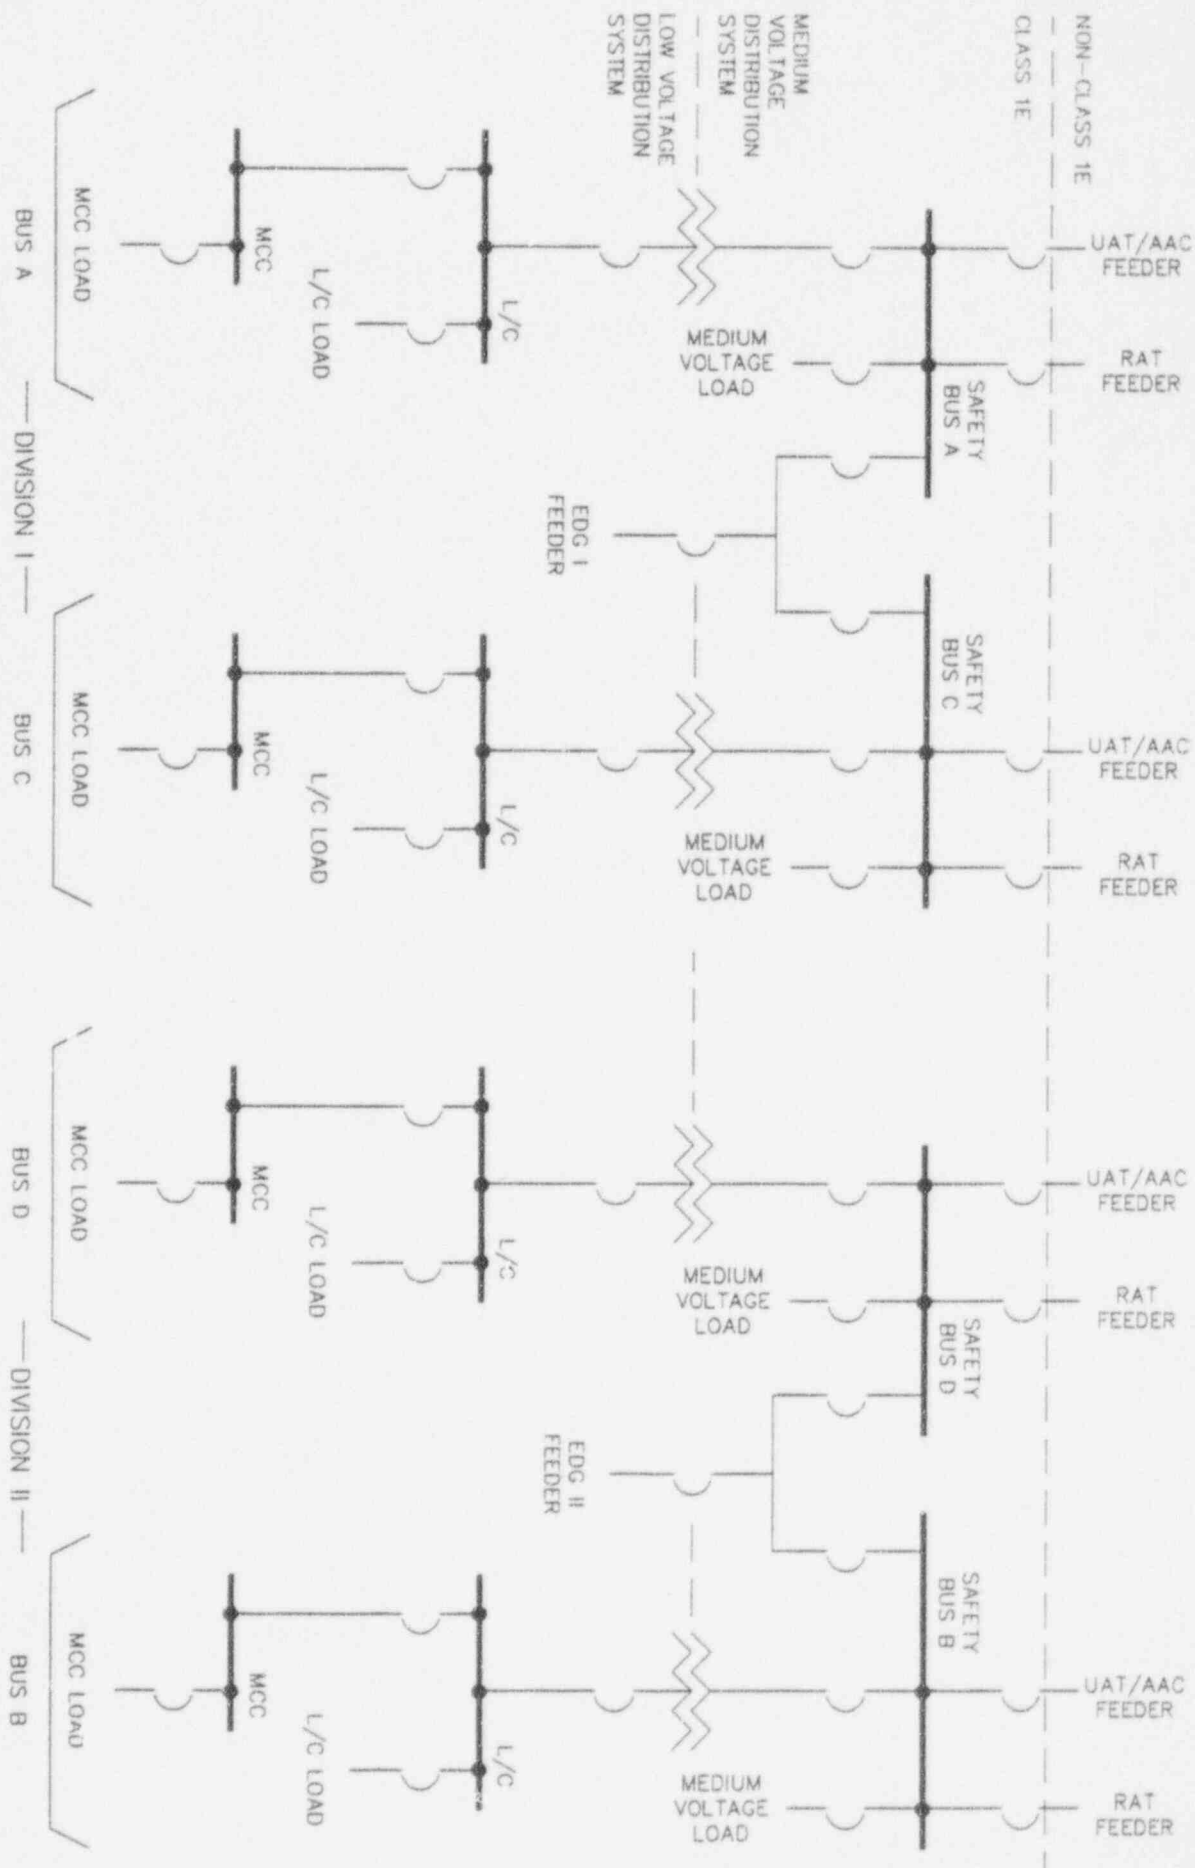 NON-CLASS 1E
CLASS 1E
MEDIUM
VOLTAGE
DISTRIBUTION
SYSTEM
LOW VOLTAGE
DISTRIBUTION
SYSTEM
UAT/AAC
FEEDER
RAT
FEEDER
SAFETY
BUS A
MEDIUM
VOLTAGE
LOAD
EDG I
FEEDER
L/C
L/C LOAD
MCC
MCC LOAD
BUS A
DIVISION I
UAT/AAC
FEEDER
RAT
FEEDER
SAFETY
BUS C
MEDIUM
VOLTAGE
LOAD
L/C
L/C LOAD
MCC
MCC LOAD
BUS C
UAT/AAC
FEEDER
RAT
FEEDER
SAFETY
BUS D
MEDIUM
VOLTAGE
LOAD
EDG II
FEEDER
L/C
L/C LOAD
MCC
MCC LOAD
BUS D
DIVISION II
UAT/AAC
FEEDER
RAT
FEEDER
SAFETY
BUS B
MEDIUM
VOLTAGE
LOAD
L/C
L/C LOAD
MCC
MCC LOAD
BUS B